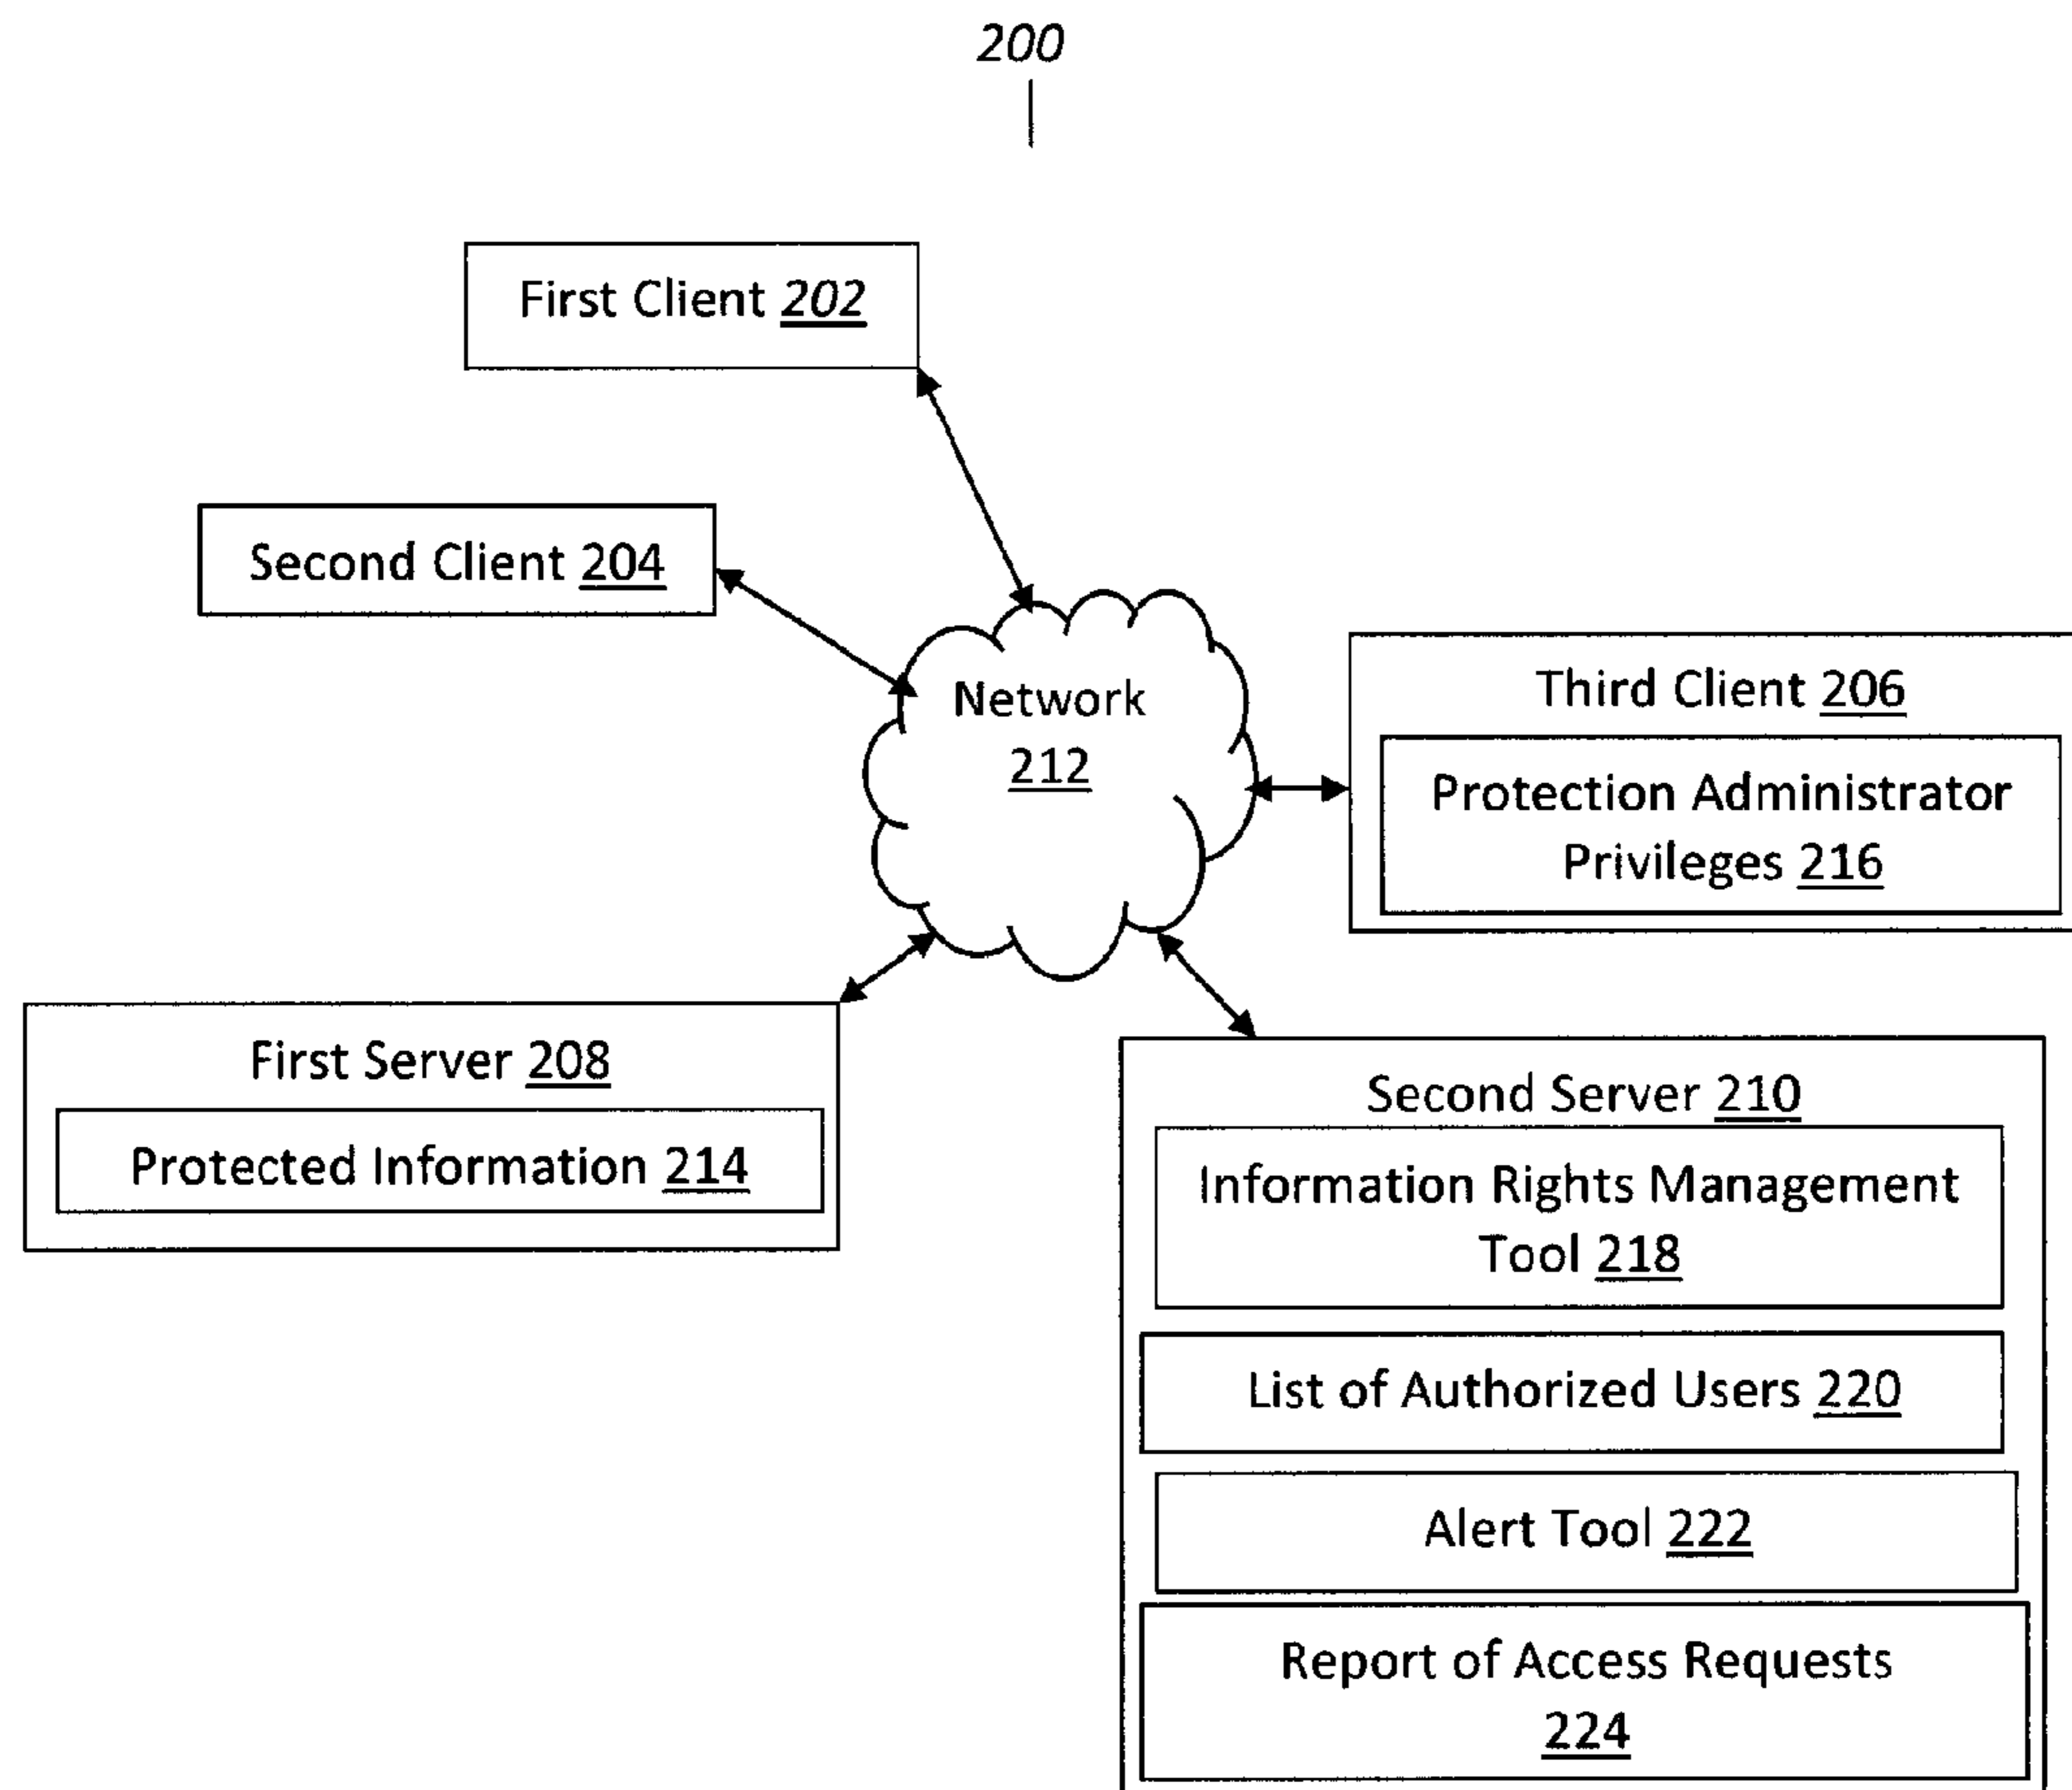 200
First Client 202
Second Client 204
Network
212
Third Client 206
Protection Administrator
Privileges 216
First Server 208
Protected Information 214
Second Server 210
Information Rights Management
Tool 218
List of Authorized Users 220
Alert Tool 222
Report of Access Requests
224